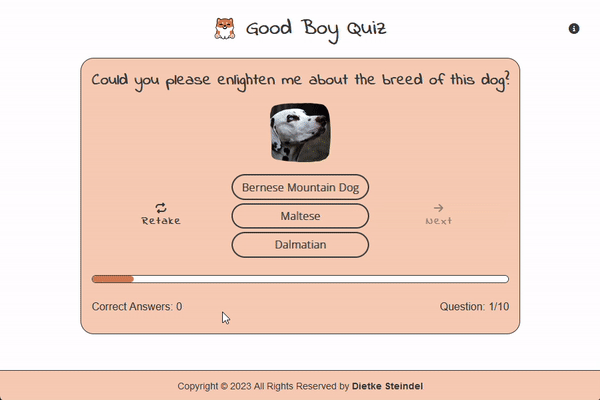 Good Boy Quiz
Could you please enlighten me about the breed of this dog?
Bernese Mountain Dog
Maltese
Dalmatian
Retake
Next
Correct Answers: 0
Question: 1/10
Copyright © 2023 All Rights Reserved by Dietke Steindel